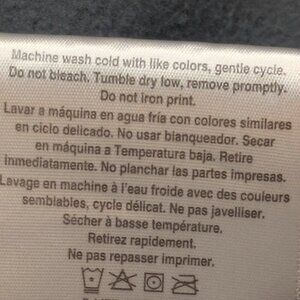 Machine wash cold with like colors, gentle cycle.
Do not bleach. Tumble dry low, remove promptly.
Do not iron print.
Lavar a máquina en agua fría con colores similares
en ciclo delicado. No usar blanqueador. Secar
en máquina a Temperatura baja. Retire
inmediatamente. No planchar las partes impresas.
Lavage en machine à l'eau froide avec des couleurs
semblables, cycle délicat. Ne pas javelliser.
Sécher à basse température.
Retirez rapidement.
Ne pas repasser imprimer.